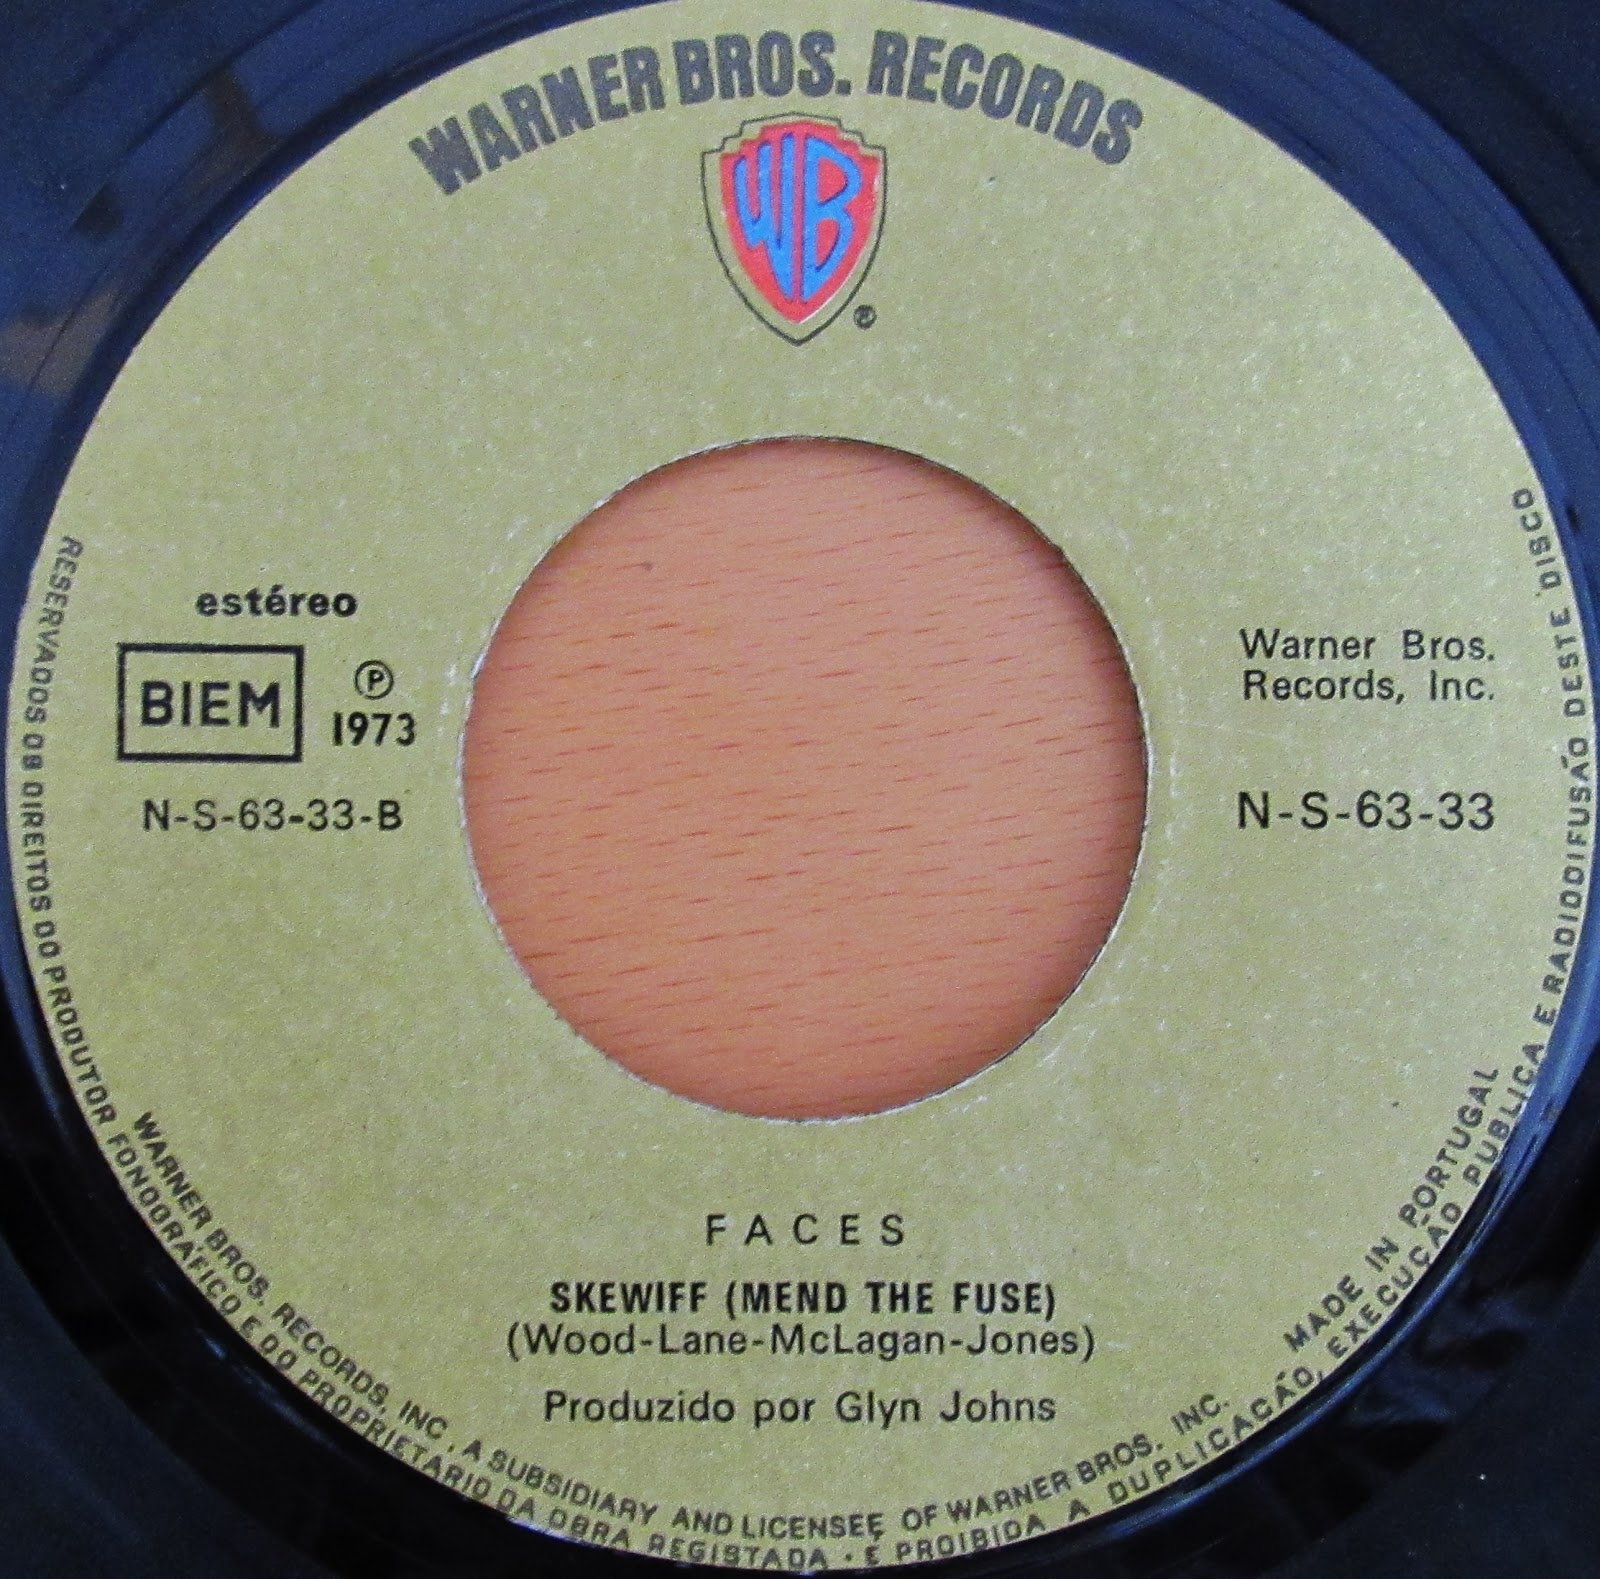 WARNER BROS. RECORDS
WB
®
estéreo
BIEM
Ⓟ
1973
N-S-63-33-B
Warner Bros.
Records, Inc.
N-S-63-33
FACES
SKEWIFF (MEND THE FUSE)
(Wood-Lane-McLagan-Jones)
Produzido por Glyn Johns
WARNER BROS. RECORDS, INC. A SUBSIDIARY AND LICENSEE OF WARNER BROS. INC.
MADE IN PORTUGAL
RESERVADOS OS DIREITOS DO PRODUTOR FONOGRÁFICO E DO PROPRIETÁRIO DA OBRA REGISTADA · É PROIBIDA A DUPLICAÇÃO, EXECUÇÃO PUBLICA E RADIODIFUSÃO DESTE DISCO